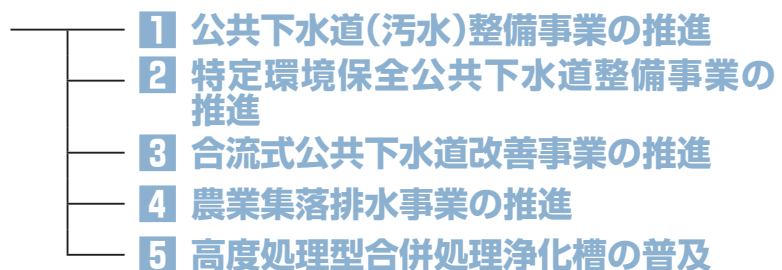 1 公共下水道(汚水)整備事業の推進
2 特定環境保全公共下水道整備事業の
推進
3 合流式公共下水道改善事業の推進
4 農業集落排水事業の推進
5 高度処理型合併処理浄化槽の普及